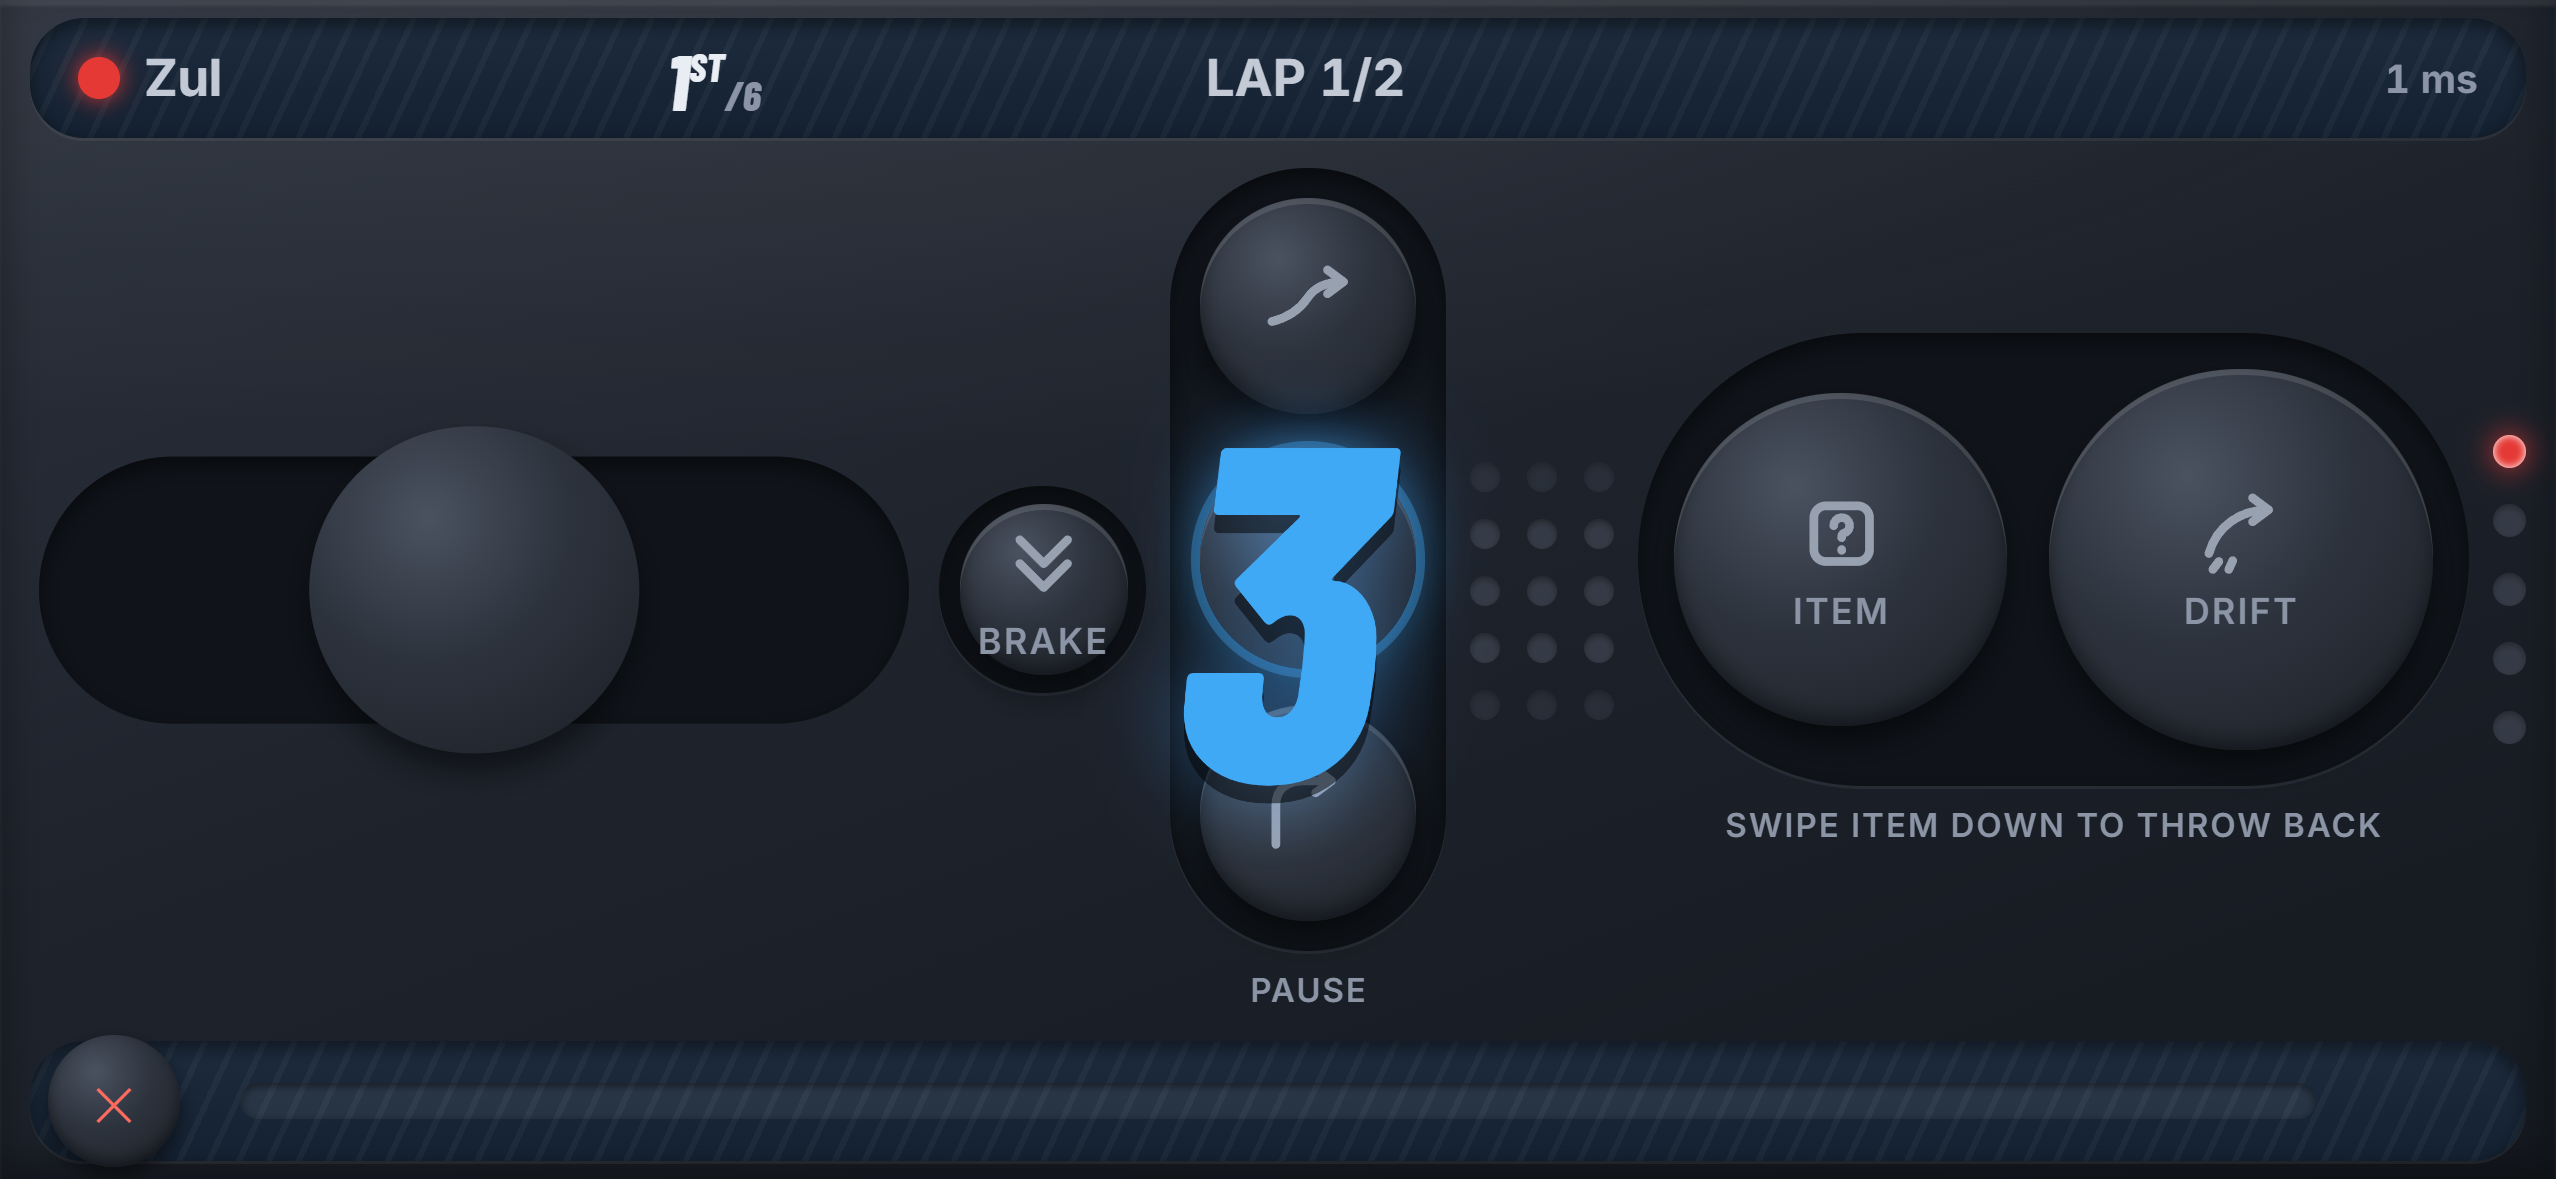 Zul
1ST/6
LAP 1/2
1 ms
3
BRAKE
ITEM
DRIFT
SWIPE ITEM DOWN TO THROW BACK
PAUSE